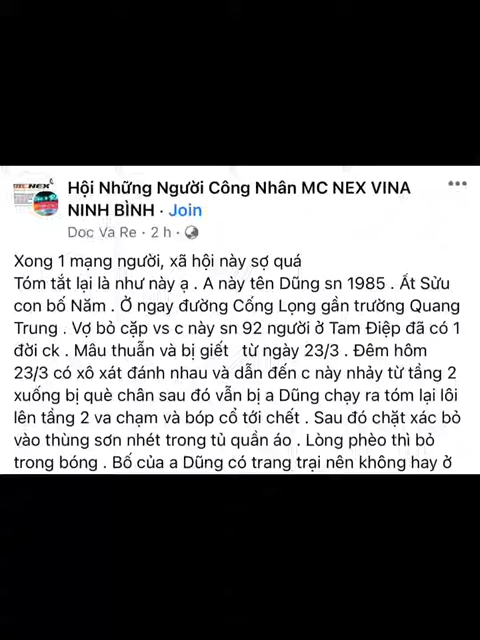 MCNEX
Hội Những Người Công Nhân MC NEX VINA
NINH BÌNH · Join
Doc Va Re · 2 h ·
Xong 1 mạng người, xã hội này sợ quá
Tóm tắt lại là như này ạ . A này tên Dũng sn 1985 . Ất Sửu
con bố Năm . Ở ngay đường Cống Lọng gần trường Quang
Trung . Vợ bỏ cặp vs c này sn 92 người ở Tam Điệp đã có 1
đời ck . Mâu thuẫn và bị giết từ ngày 23/3 . Đêm hôm
23/3 có xô xát đánh nhau và dẫn đến c này nhảy từ tầng 2
xuống bị què chân sau đó vẫn bị a Dũng chạy ra tóm lại lôi
lên tầng 2 va chạm và bóp cổ tới chết . Sau đó chặt xác bỏ
vào thùng sơn nhét trong tủ quần áo . Lòng phèo thì bỏ
trong bóng . Bố của a Dũng có trang trại nên không hay ở